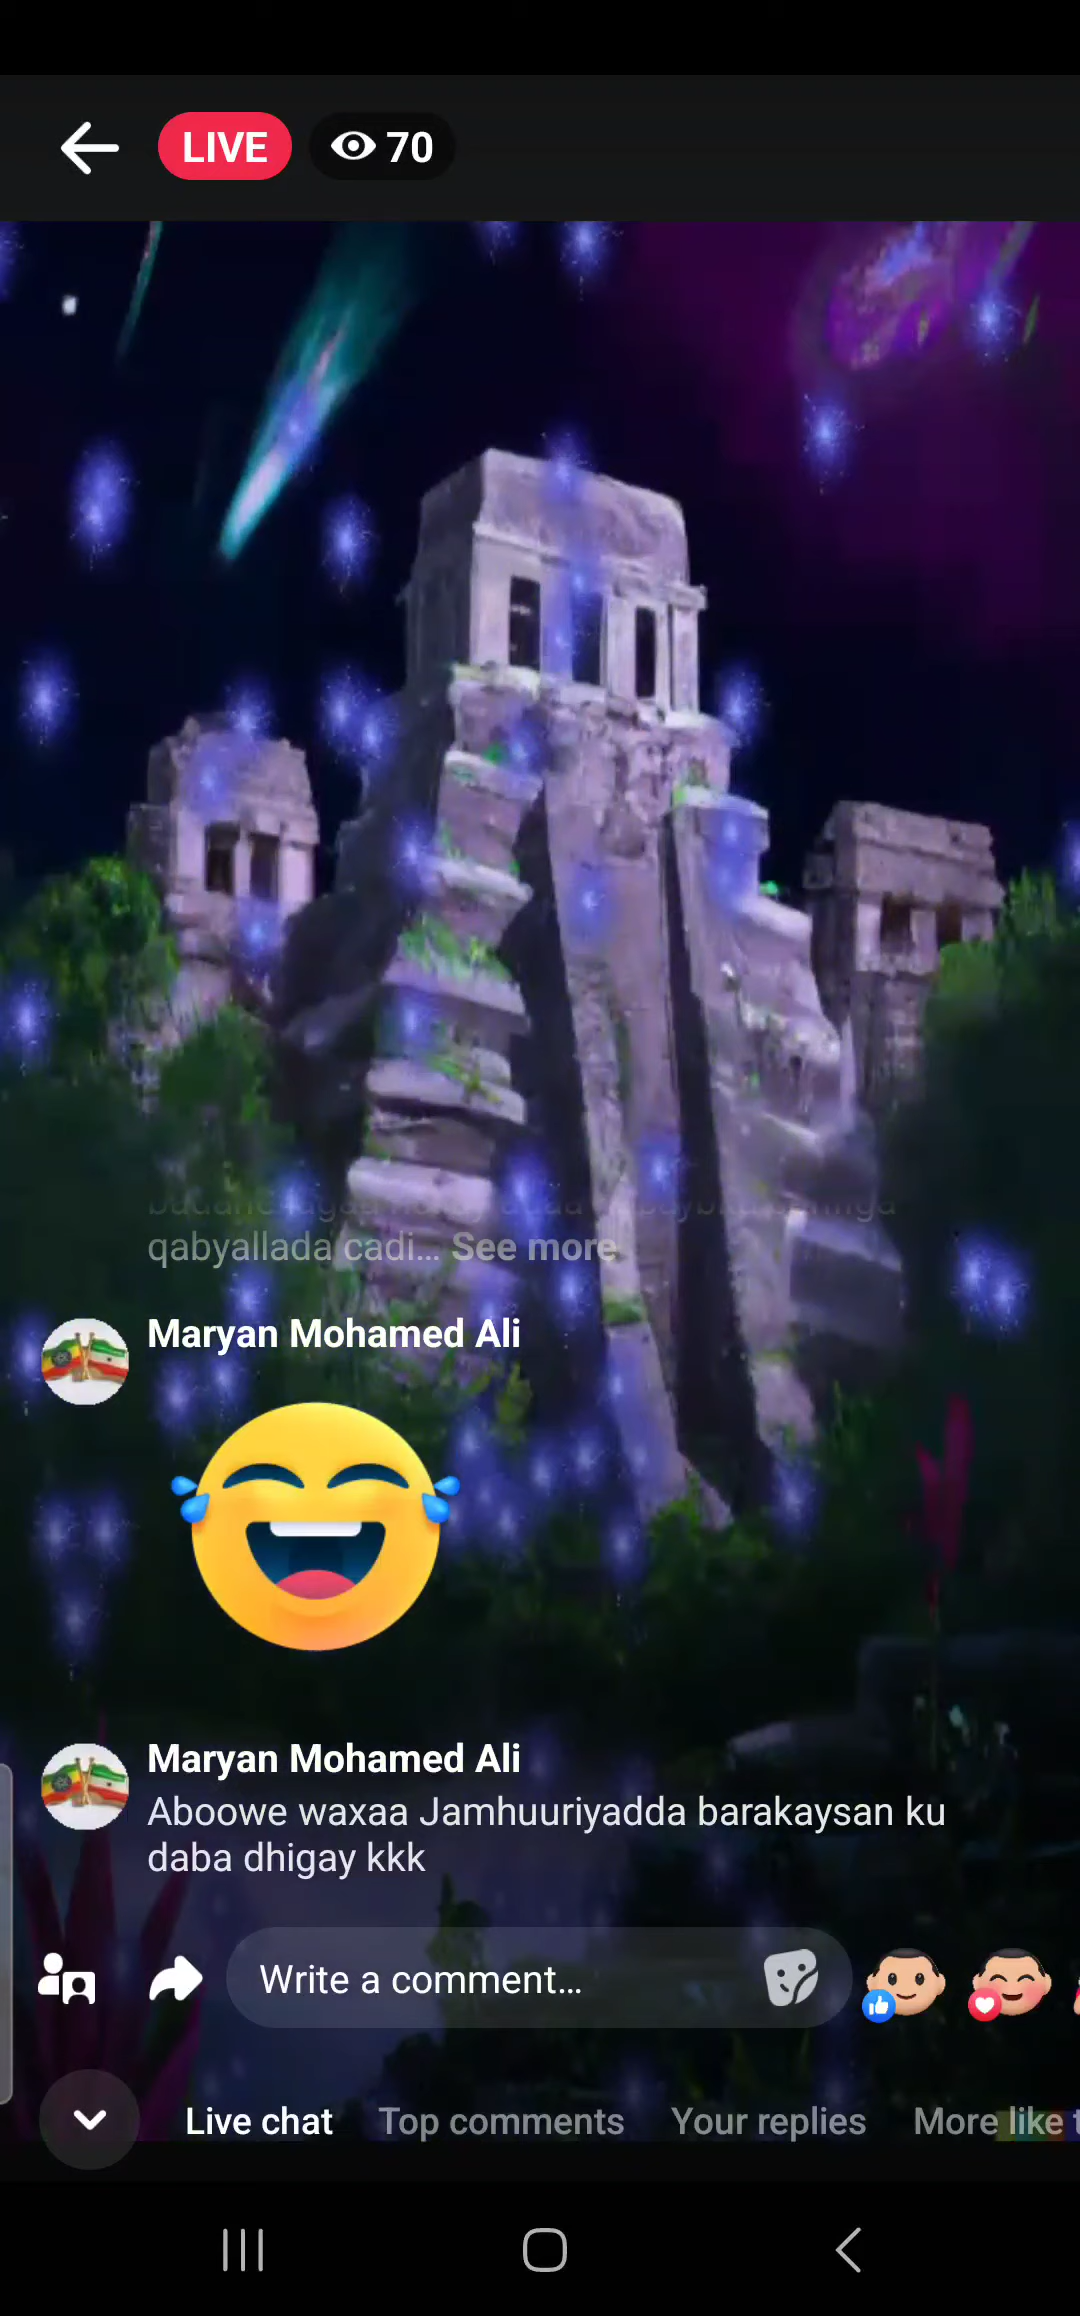 LIVE 70
qabyallada cadi... See more
Maryan Mohamed Ali
Maryan Mohamed Ali
Aboowe waxaa Jamhuuriyadda barakaysan ku
daba dhigay kkk
Write a comment...
Live chat Top comments Your replies More like